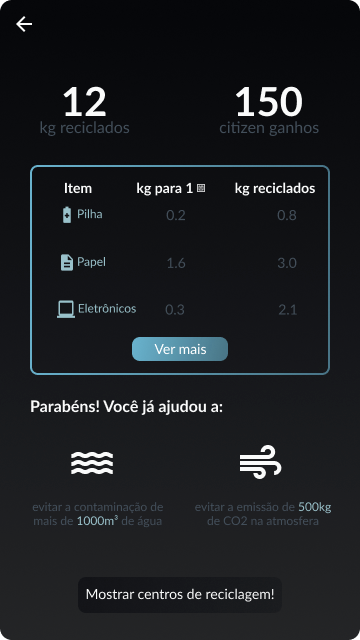 12 150
kg reciclados citizen ganhos
Item kg para 1 kg reciclados
Pilha 0.2 0.8
Papel 1.6 3.0
Eletrônicos 0.3 2.1
Ver mais
Parabéns! Você já ajudou a:
evitar a contaminação de
mais de 1000m³ de água
evitar a emissão de 500kg
de CO2 na atmosfera
Mostrar centros de reciclagem!